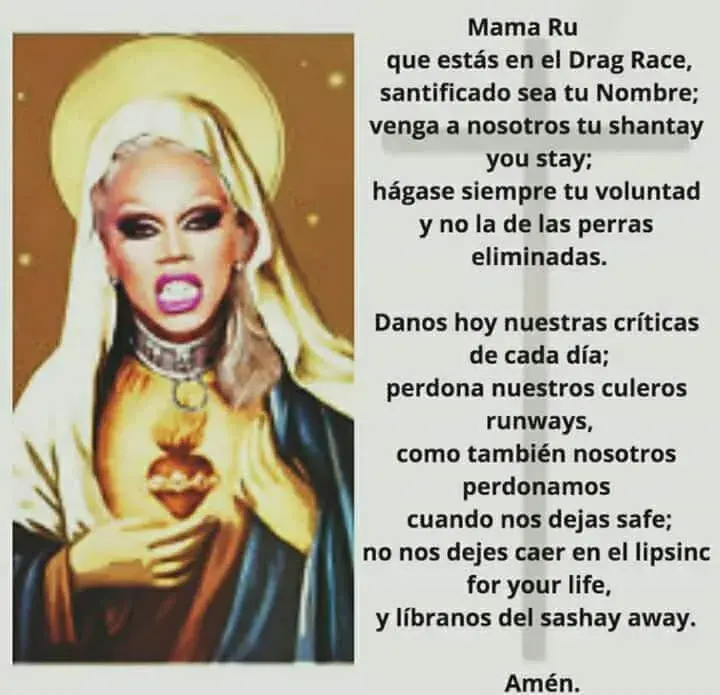 Mama Ru
que estás en el Drag Race,
santificado sea tu Nombre;
venga a nosotros tu shantay
you stay;
hágase siempre tu voluntad
y no la de las perras
eliminadas.
Danos hoy nuestras críticas
de cada día;
perdona nuestros culeros
runways,
como también nosotros
perdonamos
cuando nos dejas safe;
no nos dejes caer en el lipsinc
for your life,
y líbranos del sashay away.
Amén.